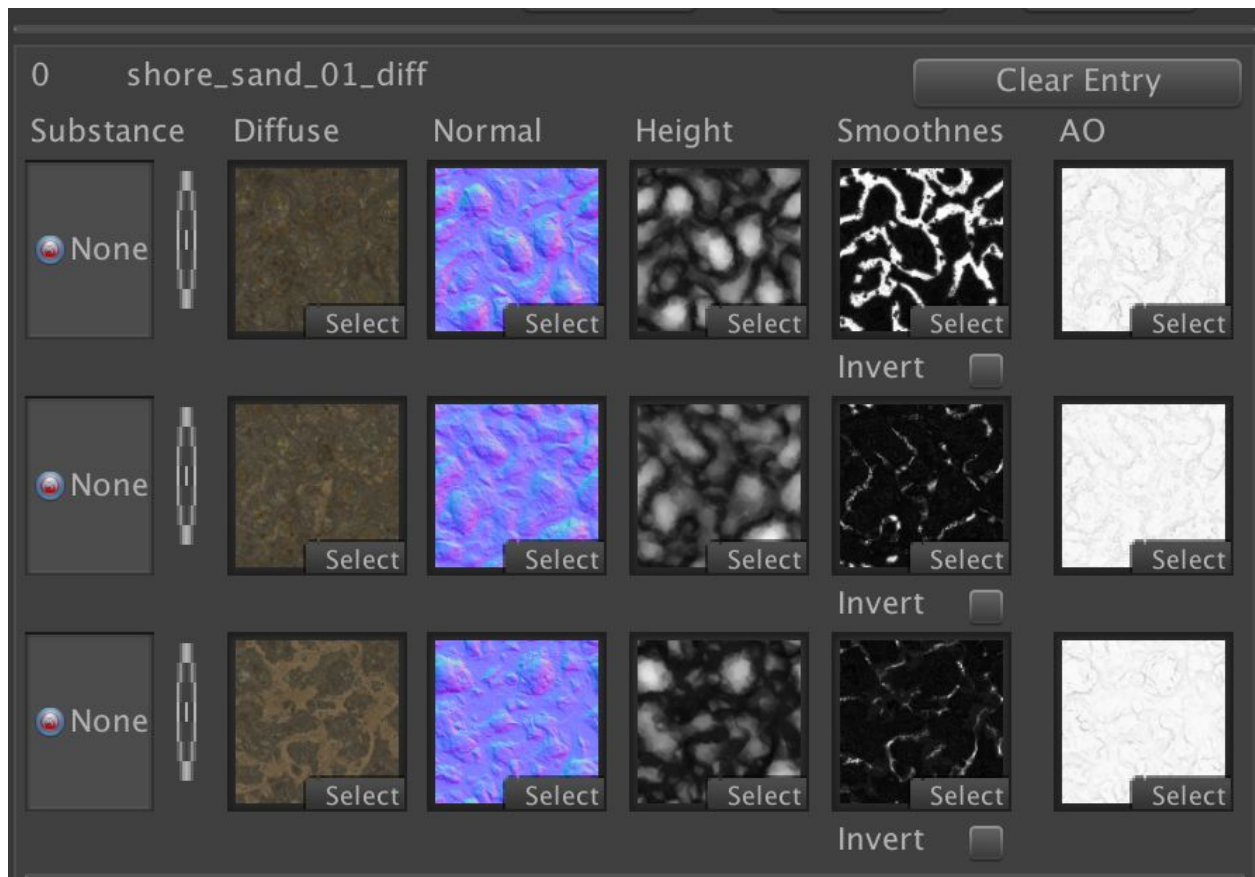 0 shore_sand_01_diff Clear Entry
Substance Diffuse Normal Height Smoothnes AO
None Select Select Select Select Select
Invert
None Select Select Select Select Select
Invert
None Select Select Select Select Select
Invert